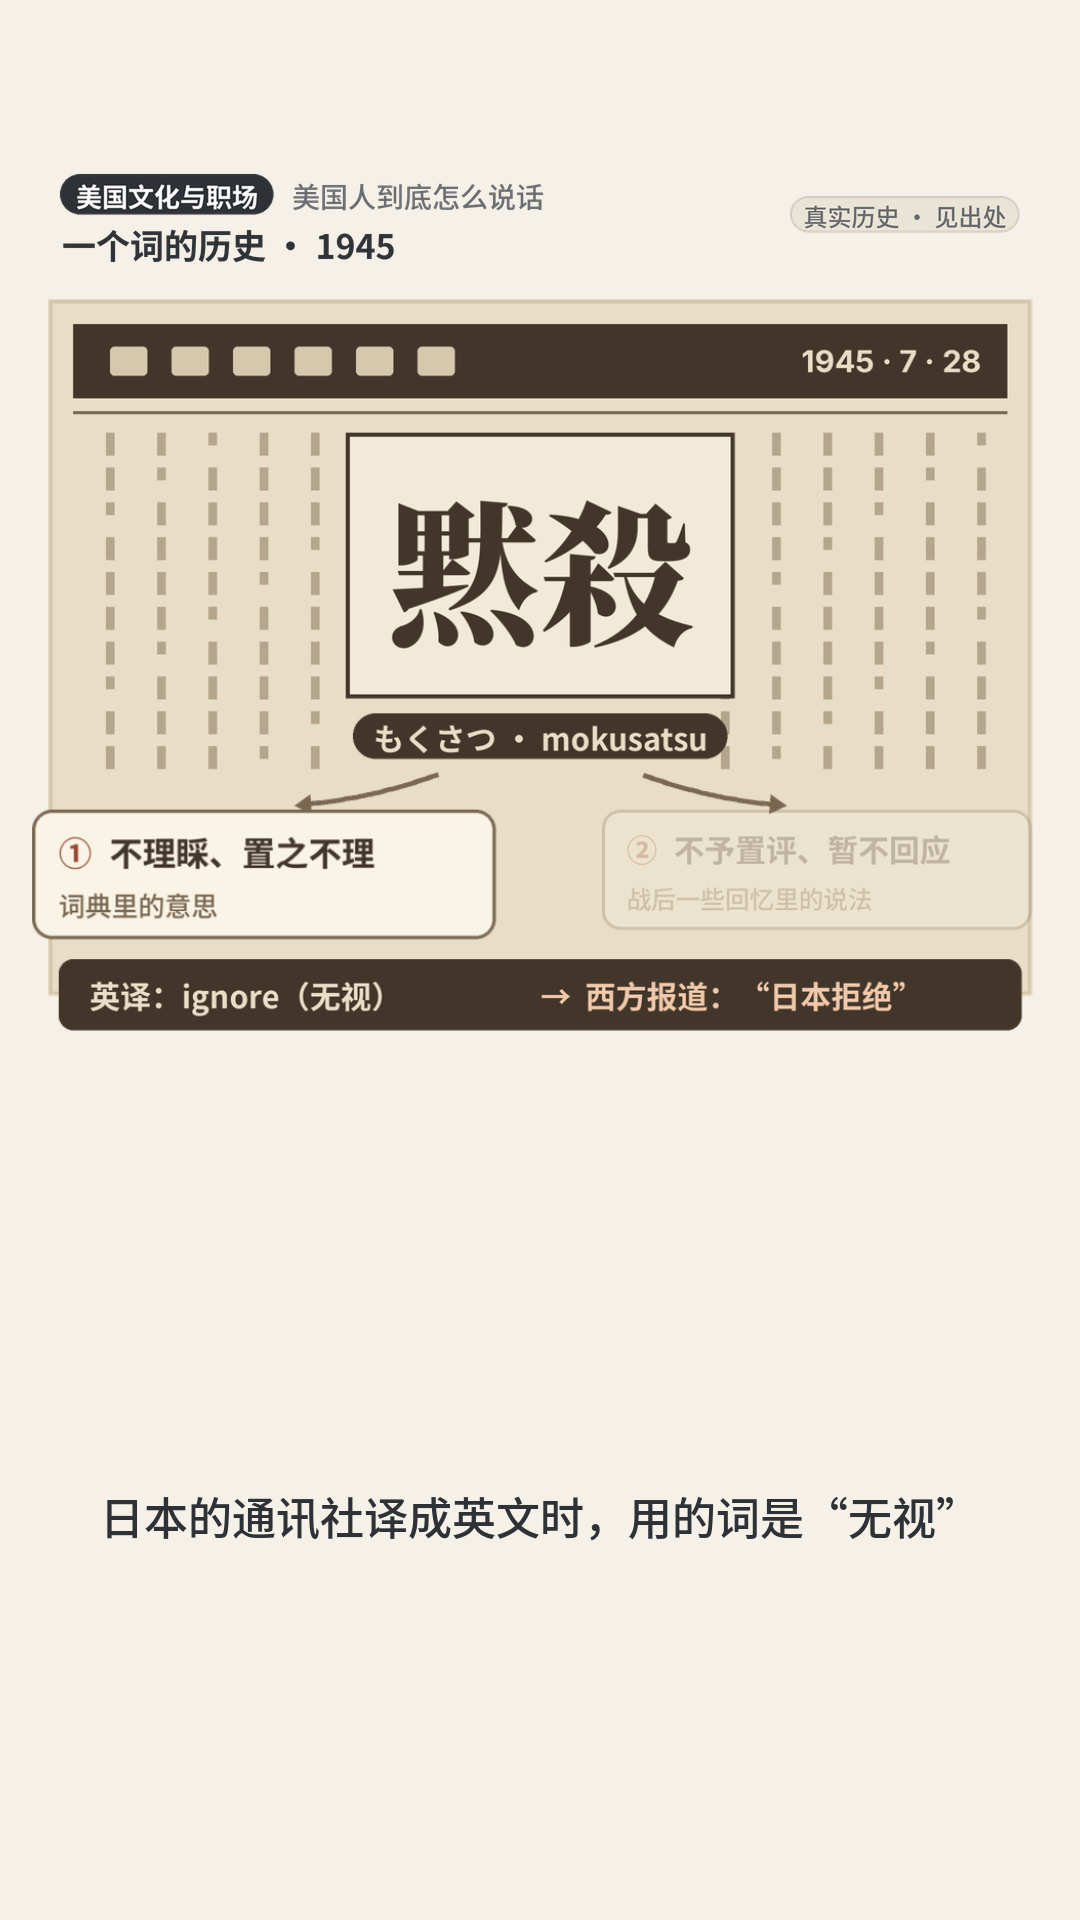 美国文化与职场 美国人到底怎么说话
真实历史 · 见出处
一个词的历史 · 1945
1945 · 7 · 28
黙殺
もくさつ · mokusatsu
① 不理睬、置之不理
词典里的意思
② 不予置评、暂不回应
战后一些回忆里的说法
英译：ignore（无视） → 西方报道：“日本拒绝”
日本的通讯社译成英文时，用的词是“无视”